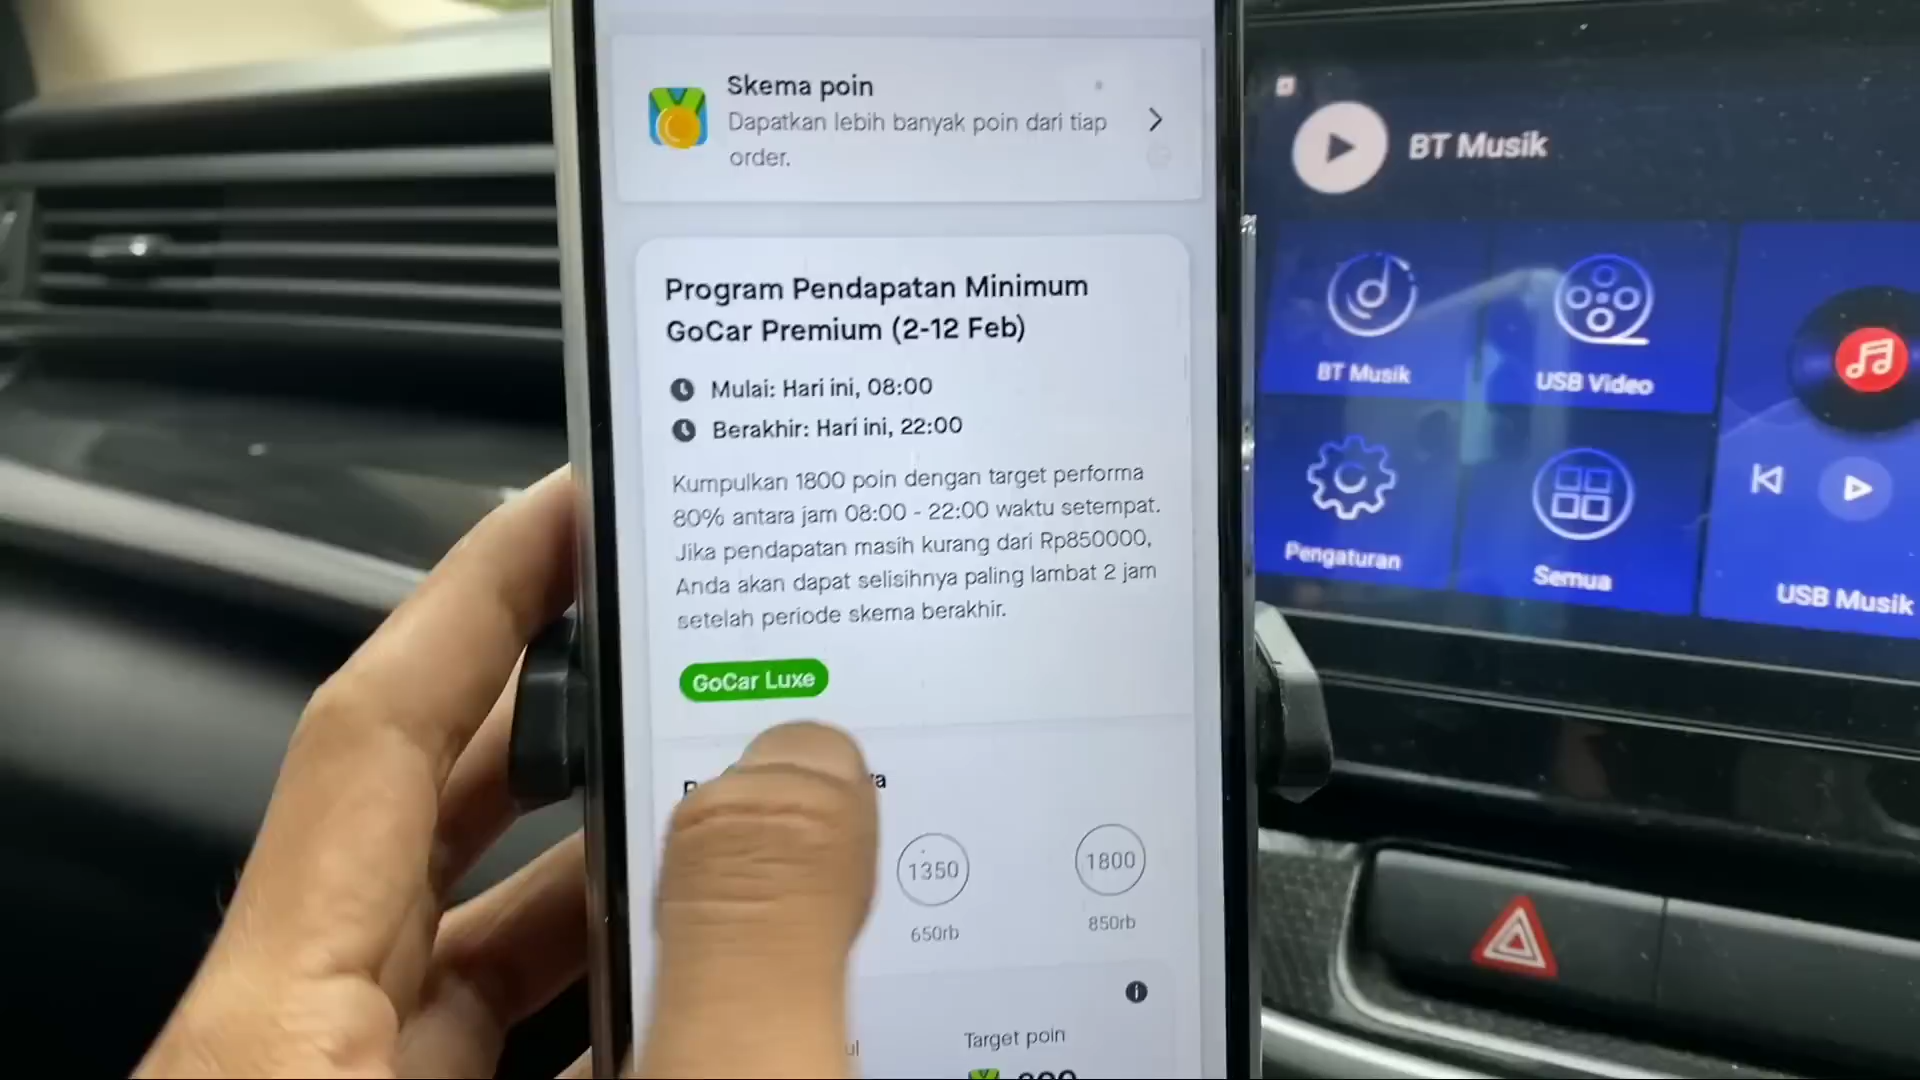 Skema poin
Dapatkan lebih banyak poin dari tiap
order.
Program Pendapatan Minimum
GoCar Premium (2-12 Feb)
Mulai: Hari ini, 08:00
Berakhir: Hari ini, 22:00
Kumpulkan 1800 poin dengan target performa
80% antara jam 08:00 - 22:00 waktu setempat.
Jika pendapatan masih kurang dari Rp850000,
Anda akan dapat selisihnya paling lambat 2 jam
setelah periode skema berakhir.
GoCar Luxe
1350
1800
650rb
850rb
Target poin
BT Musik
BT Musik
USB Video
Pengaturan
Semua
USB Musik